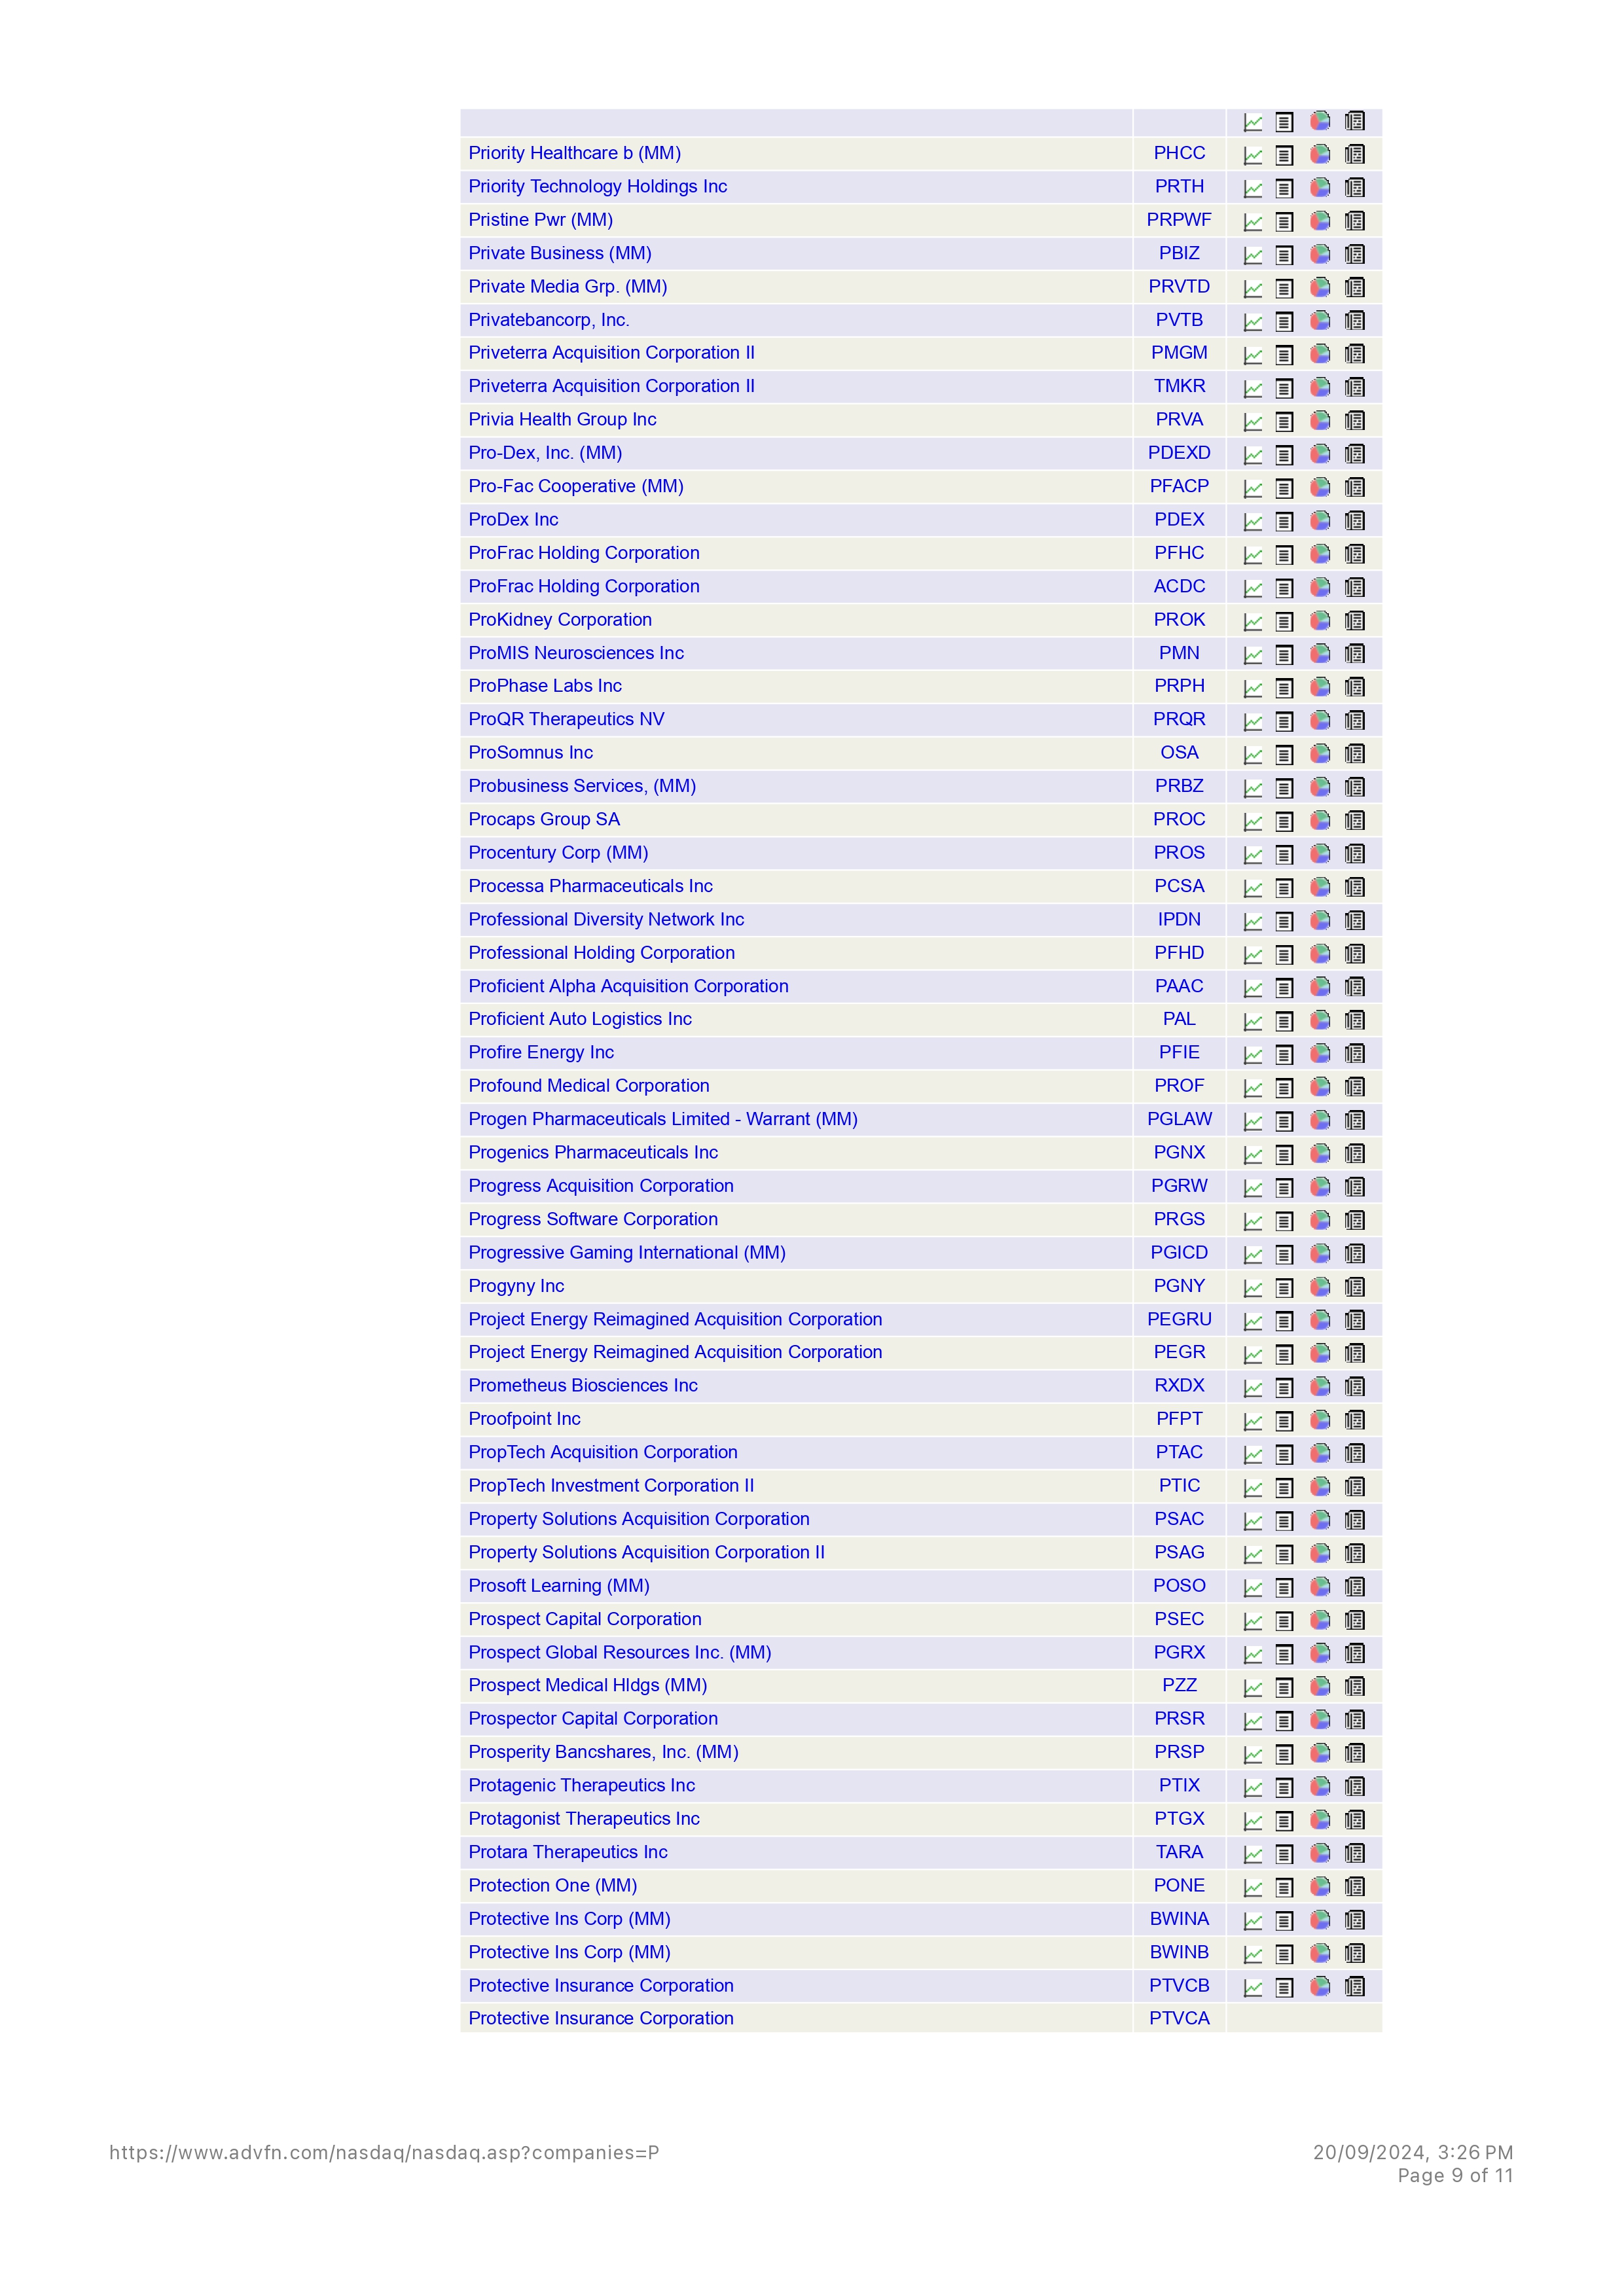 Priority Healthcare b (MM) PHCC
Priority Technology Holdings Inc PRTH
Pristine Pwr (MM) PRPWF
Private Business (MM) PBIZ
Private Media Grp. (MM) PRVTD
Privatebancorp, Inc. PVTB
Priveterra Acquisition Corporation II PMGM
Priveterra Acquisition Corporation II TMKR
Privia Health Group Inc PRVA
Pro-Dex, Inc. (MM) PDEXD
Pro-Fac Cooperative (MM) PFACP
ProDex Inc PDEX
ProFrac Holding Corporation PFHC
ProFrac Holding Corporation ACDC
ProKidney Corporation PROK
ProMIS Neurosciences Inc PMN
ProPhase Labs Inc PRPH
ProQR Therapeutics NV PRQR
ProSomnus Inc OSA
Probusiness Services, (MM) PRBZ
Procaps Group SA PROC
Procentury Corp (MM) PROS
Processa Pharmaceuticals Inc PCSA
Professional Diversity Network Inc IPDN
Professional Holding Corporation PFHD
Proficient Alpha Acquisition Corporation PAAC
Proficient Auto Logistics Inc PAL
Profire Energy Inc PFIE
Profound Medical Corporation PROF
Progen Pharmaceuticals Limited - Warrant (MM) PGLAW
Progenics Pharmaceuticals Inc PGNX
Progress Acquisition Corporation PGRW
Progress Software Corporation PRGS
Progressive Gaming International (MM) PGICD
Progyny Inc PGNY
Project Energy Reimagined Acquisition Corporation PEGRU
Project Energy Reimagined Acquisition Corporation PEGR
Prometheus Biosciences Inc RXDX
Proofpoint Inc PFPT
PropTech Acquisition Corporation PTAC
PropTech Investment Corporation II PTIC
Property Solutions Acquisition Corporation PSAC
Property Solutions Acquisition Corporation II PSAG
Prosoft Learning (MM) POSO
Prospect Capital Corporation PSEC
Prospect Global Resources Inc. (MM) PGRX
Prospect Medical Hldgs (MM) PZZ
Prospector Capital Corporation PRSR
Prosperity Bancshares, Inc. (MM) PRSP
Protagenic Therapeutics Inc PTIX
Protagonist Therapeutics Inc PTGX
Protara Therapeutics Inc TARA
Protection One (MM) PONE
Protective Ins Corp (MM) BWINA
Protective Ins Corp (MM) BWINB
Protective Insurance Corporation PTVCB
Protective Insurance Corporation PTVCA
https://www.advfn.com/nasdaq/nasdaq.asp?companies=P 20/09/2024, 3:26 PM
Page 9 of 11